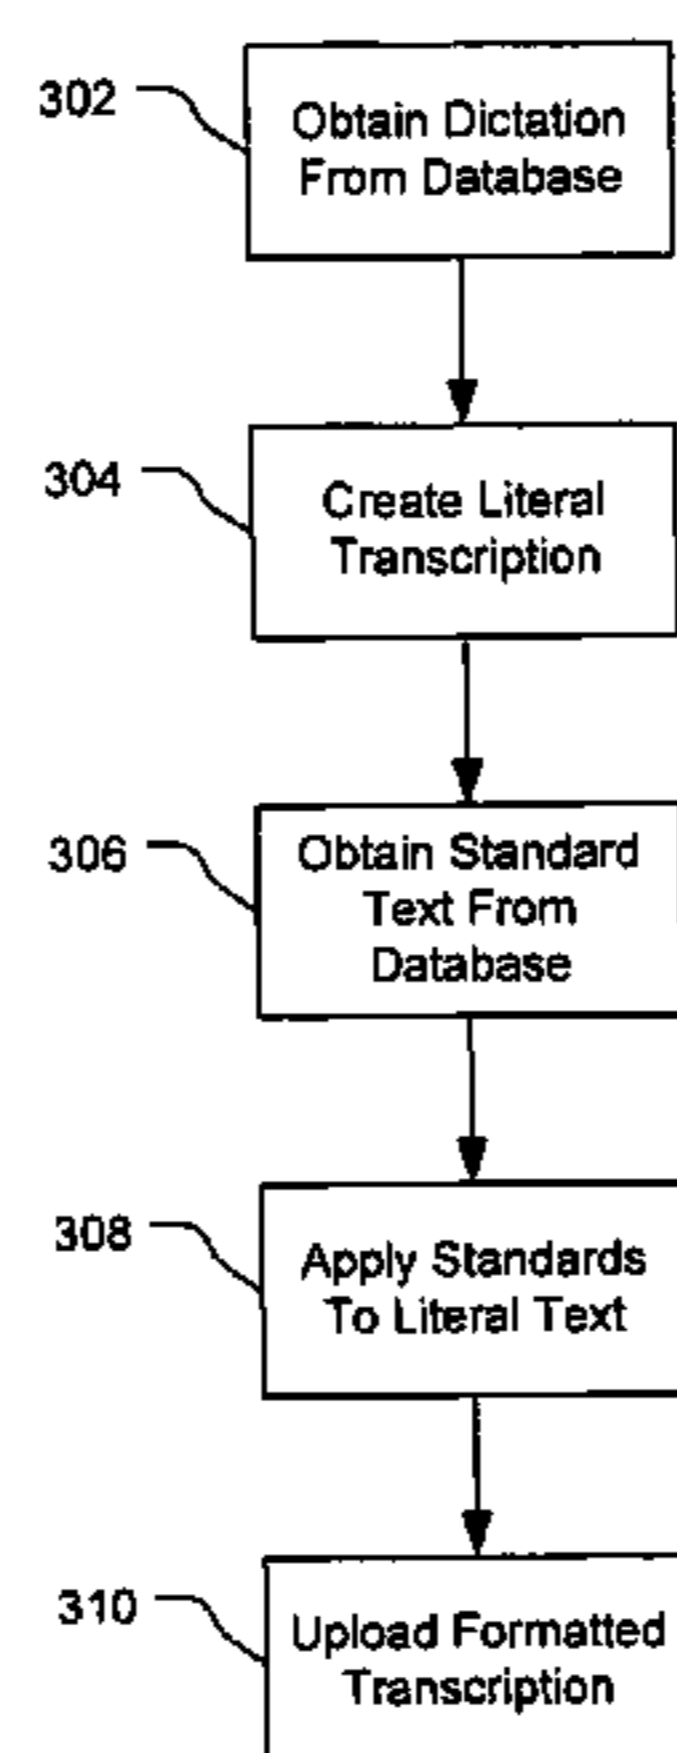 302
Obtain Dictation
From Database
304
Create Literal
Transcription
306
Obtain Standard
Text From
Database
308
Apply Standards
To Literal Text
310
Upload Formatted
Transcription